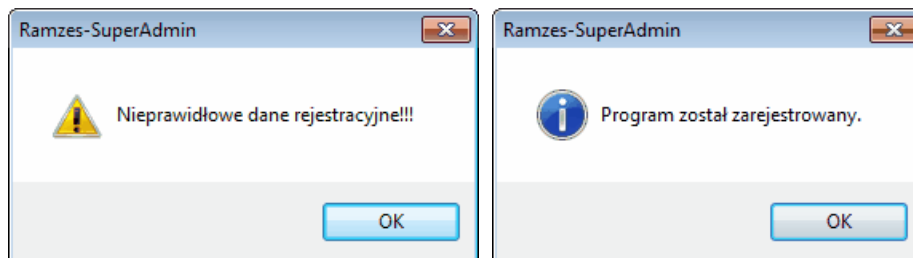 Ramzes-SuperAdmin
Nieprawidłowe dane rejestracyjne!!!
OK
Ramzes-SuperAdmin
Program został zarejestrowany.
OK